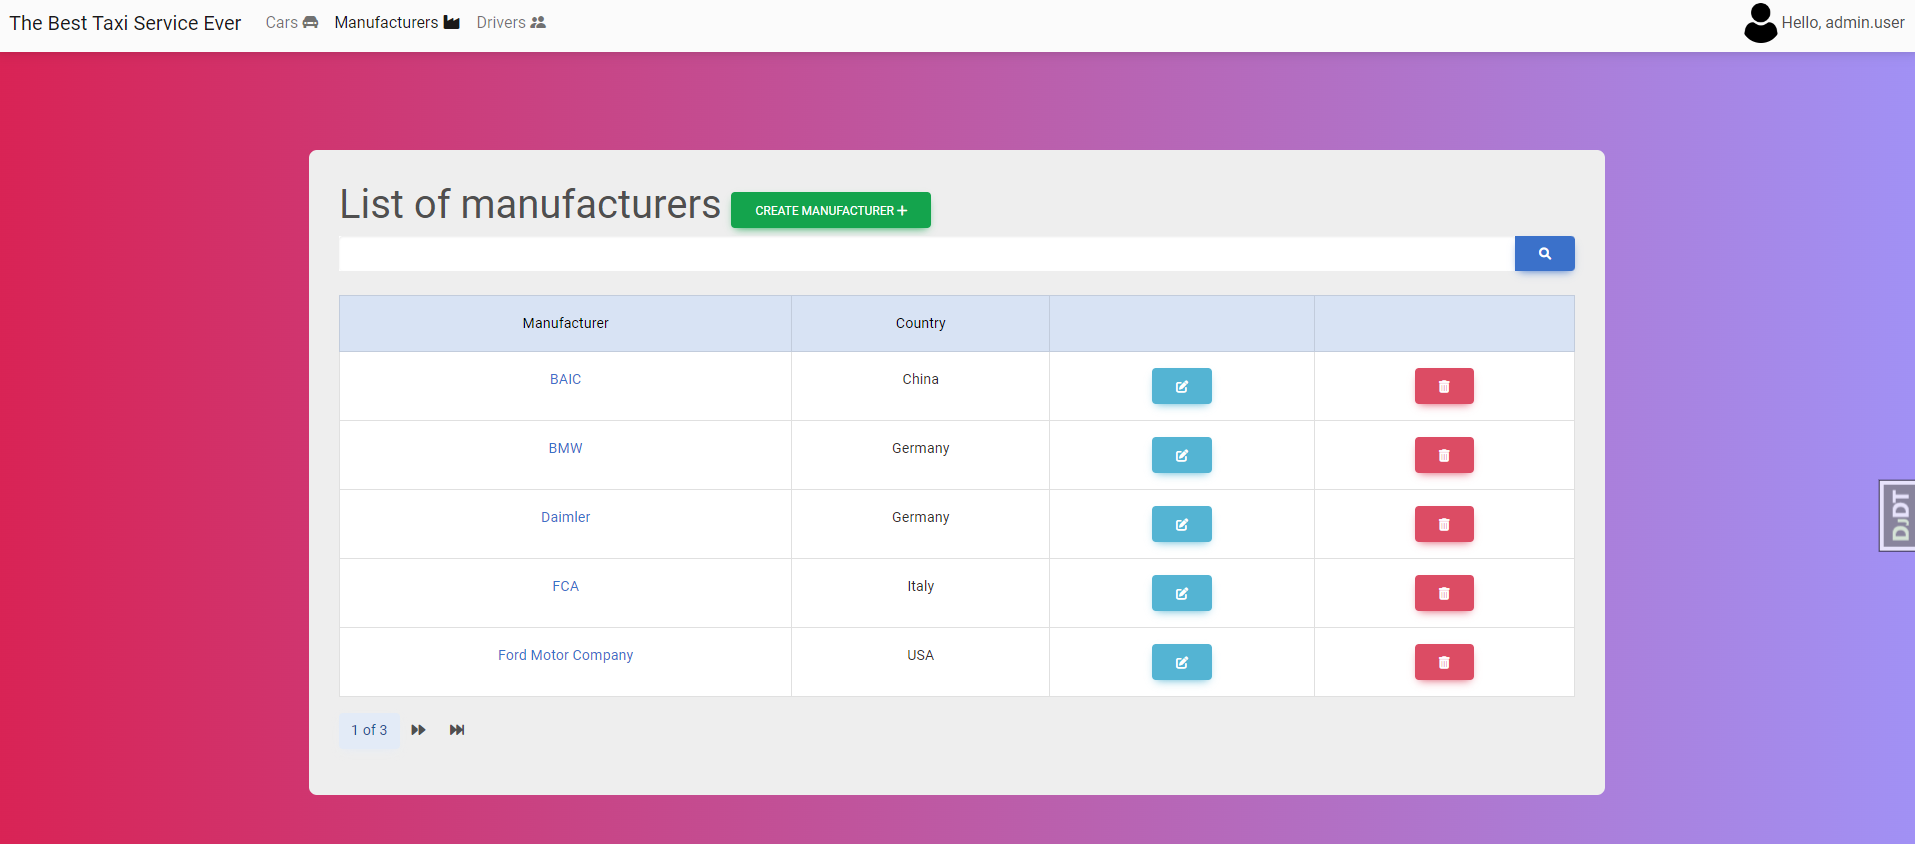 The Best Taxi Service Ever Cars Manufacturers Drivers Hello, admin.user
List of manufacturers CREATE MANUFACTURER +
Manufacturer Country
BAIC China
BMW Germany
Daimler Germany
FCA Italy
Ford Motor Company USA
1 of 3
DJDT